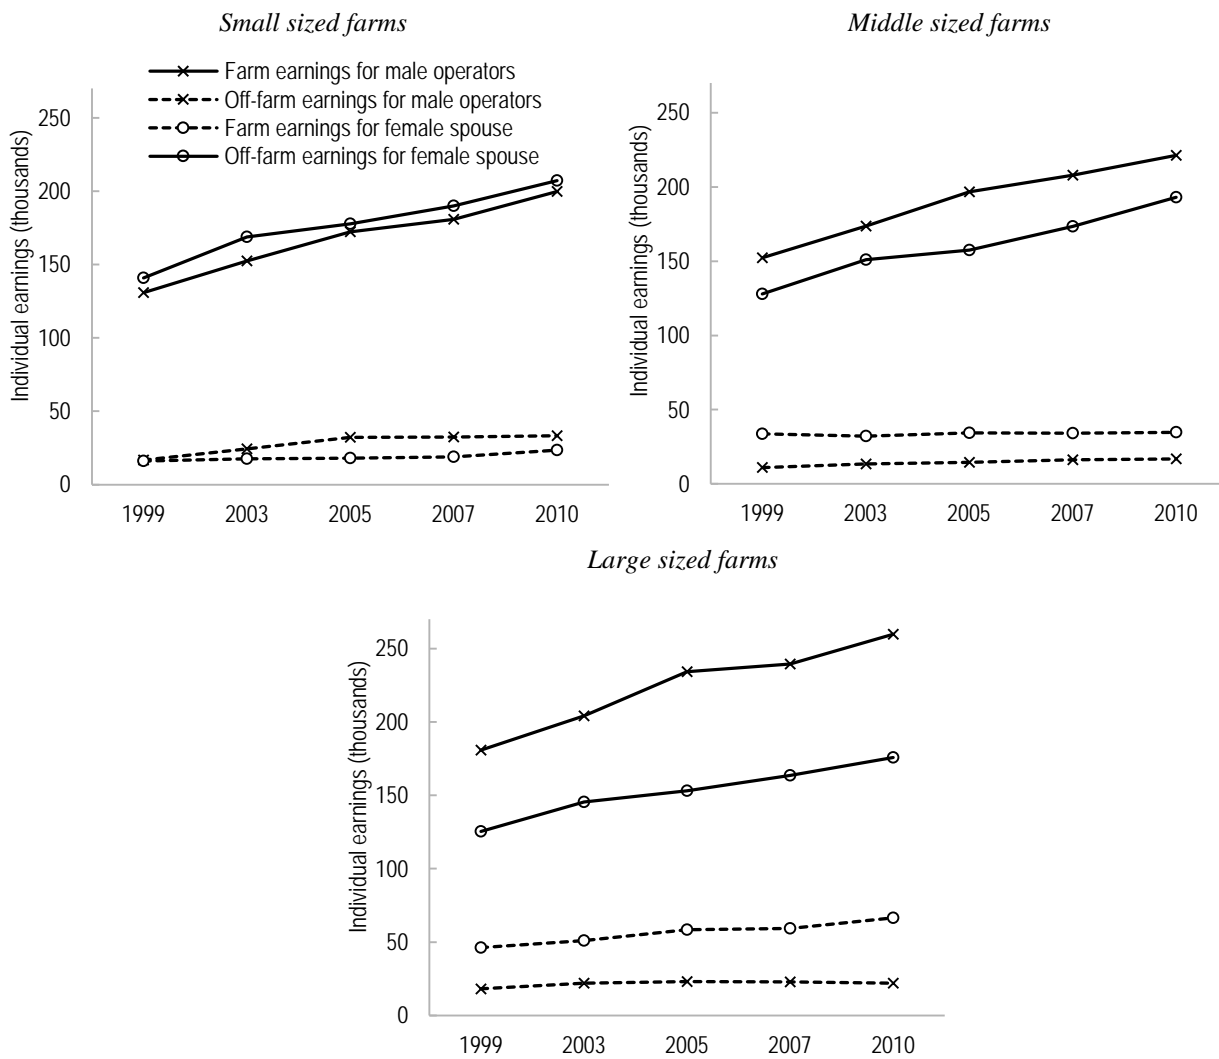 Small sized farms
Farm earnings for male operators
Off-farm earnings for male operators
Farm earnings for female spouse
Off-farm earnings for female spouse
Individual earnings (thousands)
250
200
150
100
50
0
1999 2003 2005 2007 2010
Middle sized farms
Individual earnings (thousands)
250
200
150
100
50
0
1999 2003 2005 2007 2010
Large sized farms
Individual earnings (thousands)
250
200
150
100
50
0
1999 2003 2005 2007 2010